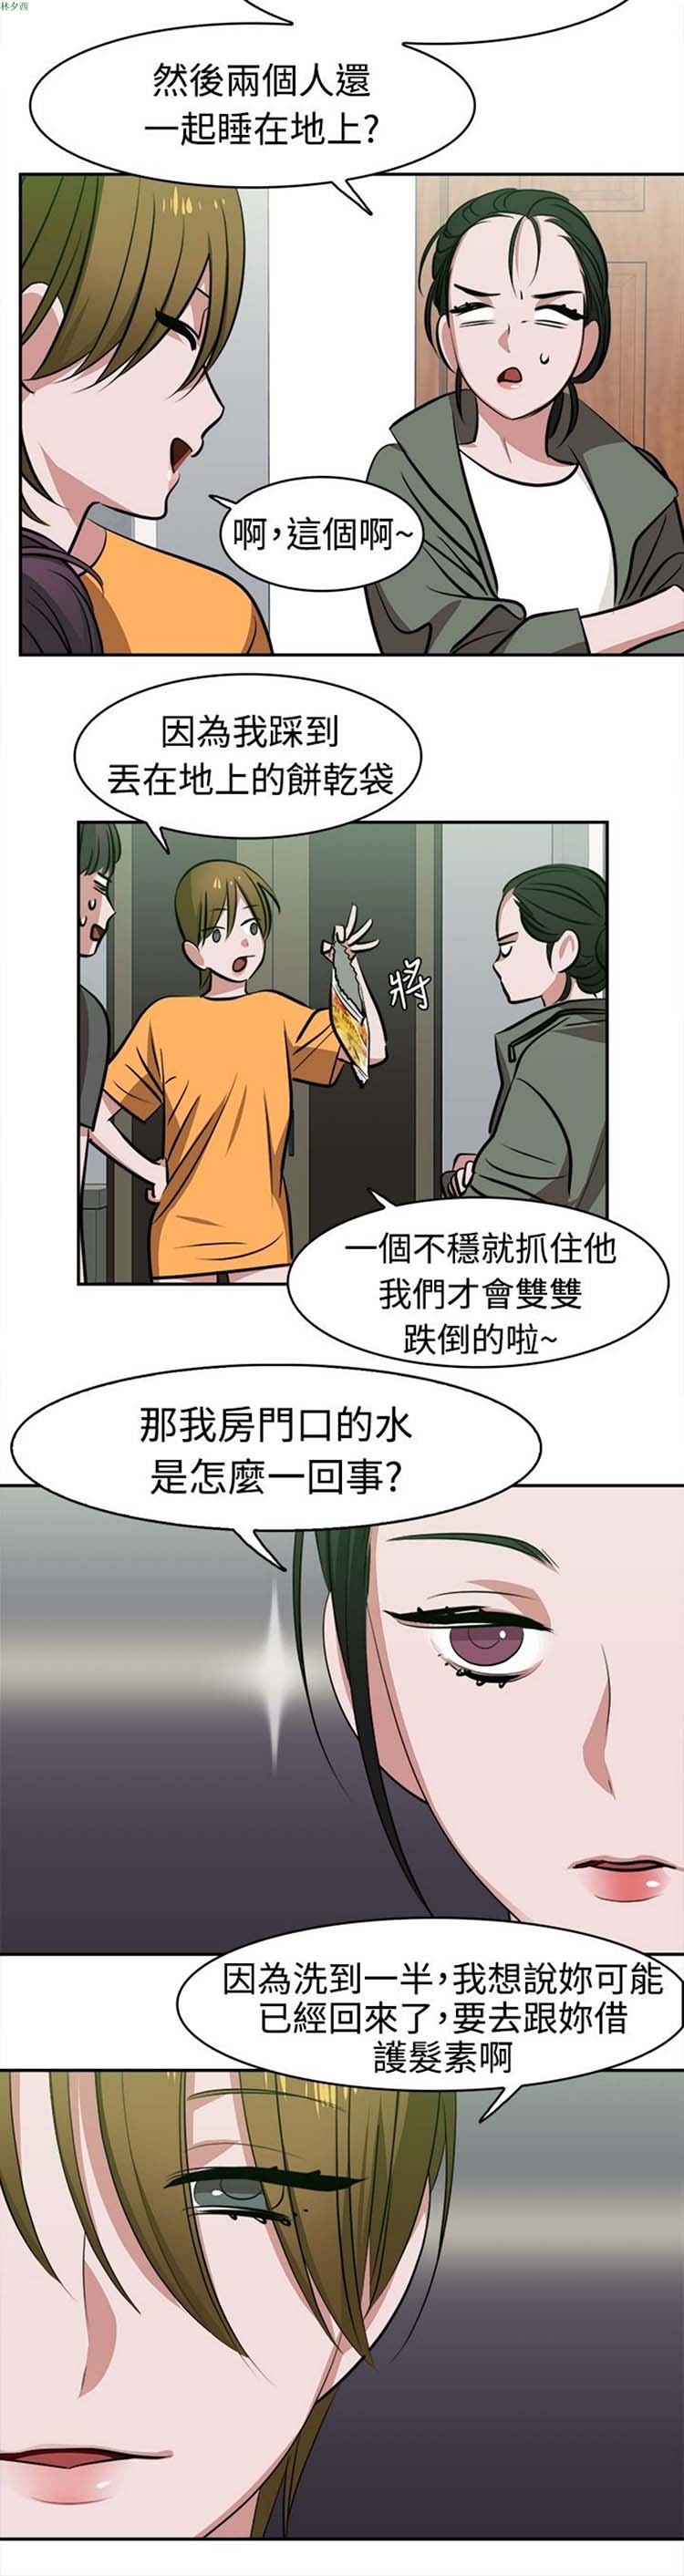 林夕西
然後兩個人還
一起睡在地上?
啊,這個啊~
因為我踩到
丟在地上的餅乾袋
將
一個不穩就抓住他
我們才會雙雙
跌倒的啦~
那我房門口的水
是怎麼一回事?
因為洗到一半,我想說妳可能
已經回來了,要去跟妳借
護髮素啊